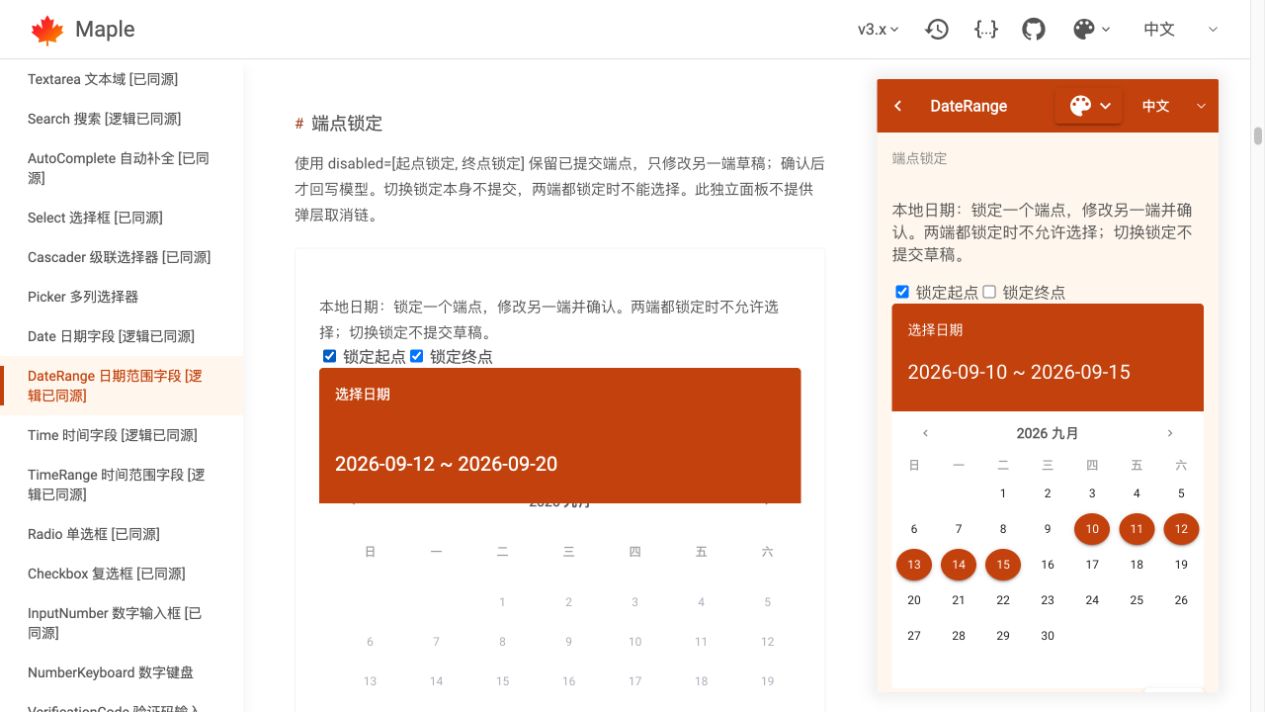 Maple
v3.x
中文
Textarea 文本域 [已同源]
Search 搜索 [逻辑已同源]
AutoComplete 自动补全 [已同
源]
Select 选择框 [已同源]
Cascader 级联选择器 [已同源]
Picker 多列选择器
Date 日期字段 [逻辑已同源]
DateRange 日期范围字段 [逻
辑已同源]
Time 时间字段 [逻辑已同源]
TimeRange 时间范围字段 [逻
辑已同源]
Radio 单选框 [已同源]
Checkbox 复选框 [已同源]
InputNumber 数字输入框 [已
同源]
NumberKeyboard 数字键盘
VerificationCode 验证码输入
# 端点锁定
使用 disabled=[起点锁定, 终点锁定] 保留已提交端点，只修改另一端草稿；确认后
才回写模型。切换锁定本身不提交，两端都锁定时不能选择。此独立面板不提供
弹层取消链。
本地日期：锁定一个端点，修改另一端并确认。两端都锁定时不允许选
择；切换锁定不提交草稿。
锁定起点 锁定终点
选择日期
2026-09-12 ~ 2026-09-20
2026 九月
日 一 二 三 四 五 六
1 2 3 4 5
6 7 8 9 10 11 12
13 14 15 16 17 18 19
DateRange
中文
端点锁定
本地日期：锁定一个端点，修改另一端并确
认。两端都锁定时不允许选择；切换锁定不
提交草稿。
锁定起点 锁定终点
选择日期
2026-09-10 ~ 2026-09-15
2026 九月
日 一 二 三 四 五 六
1 2 3 4 5
6 7 8 9 10 11 12
13 14 15 16 17 18 19
20 21 22 23 24 25 26
27 28 29 30